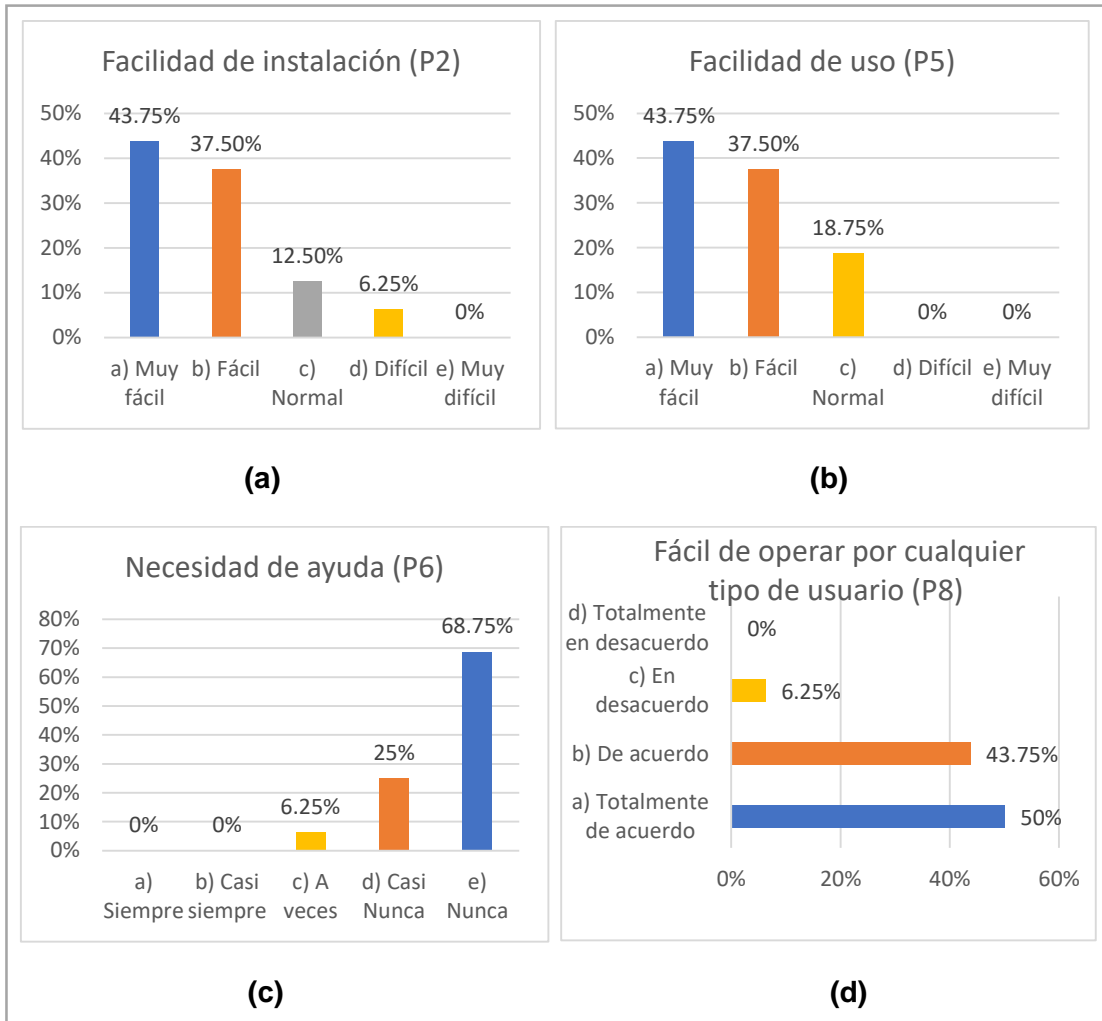 Facilidad de instalación (P2)
50%
40%
30%
20%
10%
0%
43.75%
37.50%
12.50%
6.25%
0%
a) Muy fácil
b) Fácil
c) Normal
d) Difícil
e) Muy difícil
(a)
Facilidad de uso (P5)
50%
40%
30%
20%
10%
0%
43.75%
37.50%
18.75%
0%
0%
a) Muy fácil
b) Fácil
c) Normal
d) Difícil
e) Muy difícil
(b)
Necesidad de ayuda (P6)
80%
70%
60%
50%
40%
30%
20%
10%
0%
0%
0%
6.25%
25%
68.75%
a) Siempre
b) Casi siempre
c) A veces
d) Casi Nunca
e) Nunca
(c)
Fácil de operar por cualquier
tipo de usuario (P8)
d) Totalmente
en desacuerdo
0%
c) En
desacuerdo
6.25%
b) De acuerdo
43.75%
a) Totalmente
de acuerdo
50%
0%
20%
40%
60%
(d)